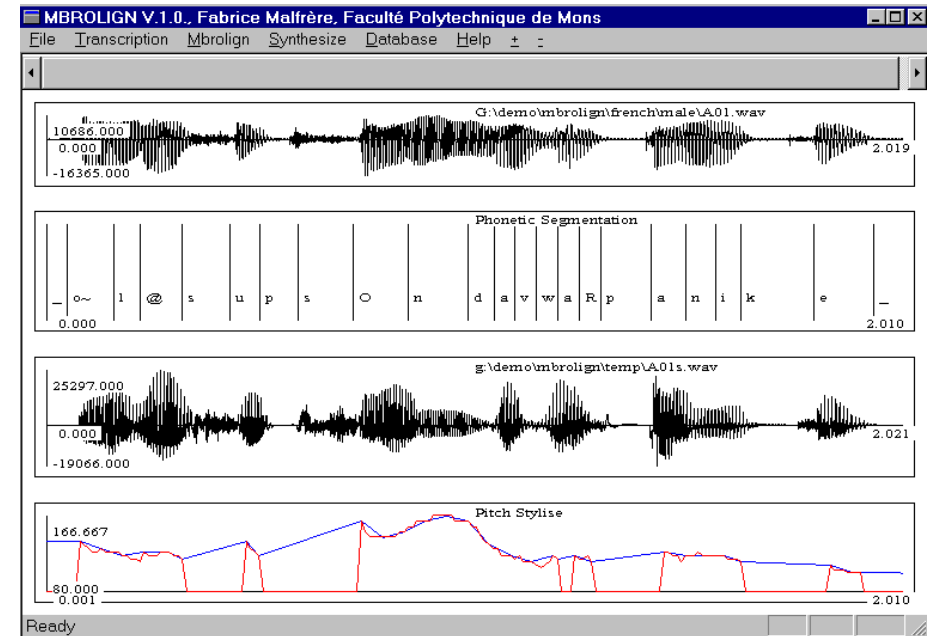 MBROLIGN V.1.0., Fabrice Malfrère, Faculté Polytechnique de Mons
File Transcription Mbrolign Synthesize Database Help + -
G:\demo\mbrolign\french\male\A01.wav
10686.000
0.000 2.019
-16365.000
Phonetic Segmentation
_ o~ l @ s u p s O n d a v w a R p a n i k e _
0.000 2.010
g:\demo\mbrolign\temp\A01s.wav
25297.000
0.000 2.021
-19066.000
Pitch Stylise
166.667
80.000
0.001 2.010
Ready